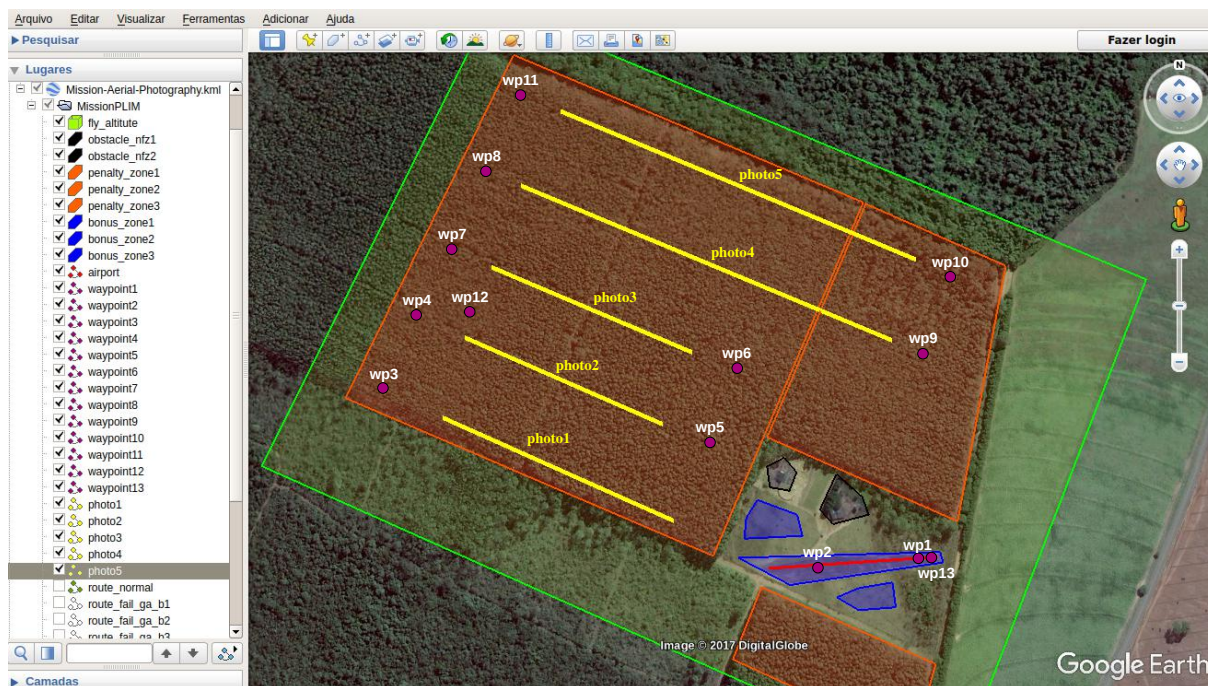 Arquivo Editar Visualizar Ferramentas Adicionar Ajuda
Pesquisar
Fazer login
Lugares
Mission-Aerial-Photography.kml
MissionPLIM
fly_altitute
obstacle_nfz1
obstacle_nfz2
penalty_zone1
penalty_zone2
penalty_zone3
bonus_zone1
bonus_zone2
bonus_zone3
airport
waypoint1
waypoint2
waypoint3
waypoint4
waypoint5
waypoint6
waypoint7
waypoint8
waypoint9
waypoint10
waypoint11
waypoint12
waypoint13
photo1
photo2
photo3
photo4
photo5
route_normal
route_fail_ga_b1
route_fail_ga_b2
route_fail_ga_b3
Camadas
N
wp11
wp8
photo5
wp7
photo4
wp10
wp4
wp12
photo3
wp9
wp6
photo2
wp3
wp5
photo1
wp1
wp2
wp13
Image © 2017 DigitalGlobe
Google Earth